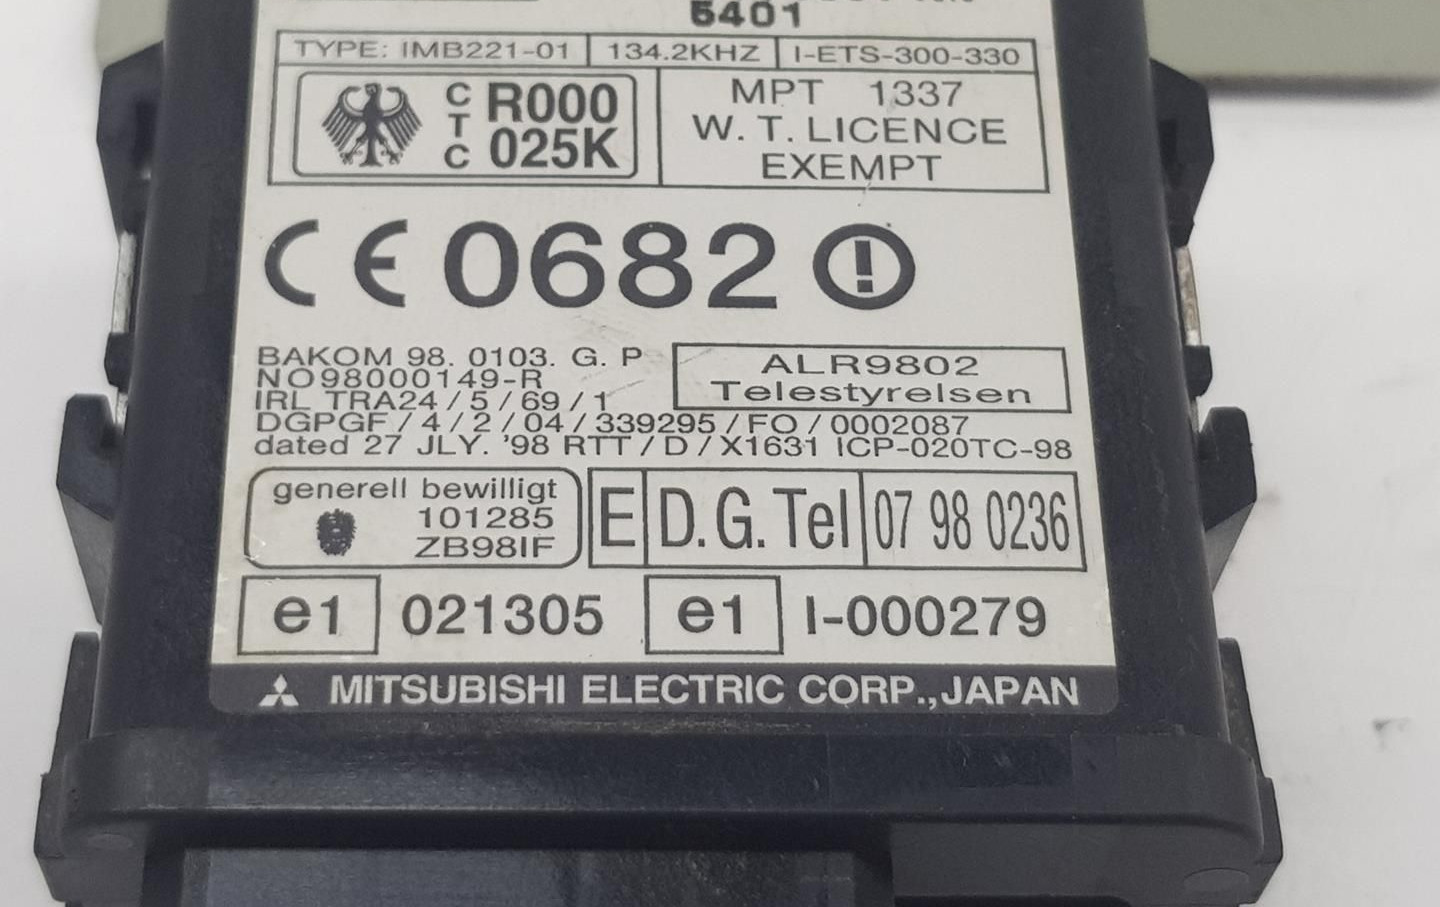 5401
TYPE: IMB221-01 134.2KHZ I-ETS-300-330
CTC R000 025K
MPT 1337
W. T. LICENCE
EXEMPT
CE 0682 !
BAKOM 98. 0103. G. P
NO98000149-R
IRL TRA24 / 5 / 69 / 1
ALR9802
Telestyrelsen
DGPGF / 4 / 2 / 04 / 339295 / FO / 0002087
dated 27 JLY. '98 RTT / D / X1631 ICP-020TC-98
generell bewilligt
101285
ZB98IF
E D.G. Tel 07 98 0236
e1 021305 e1 I-000279
MITSUBISHI ELECTRIC CORP., JAPAN